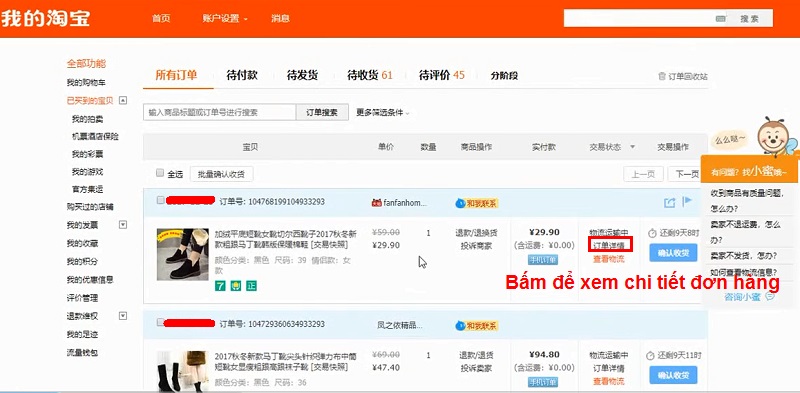 我的淘宝
首页
账户设置
消息
搜 索
全部功能
我的购物车
已买到的宝贝
我的拍卖
机票酒店保险
我的彩票
我的游戏
官方集运
购买过的店铺
我的发票
我的收藏
我的积分
我的优惠信息
评价管理
退款维权
我的足迹
流量钱包
所有订单
待付款
待发货
待收货 61
待评价 45
分阶段
订单回收站
输入商品标题或订单号进行搜索
订单搜索
更多筛选条件
宝贝
单价
数量
商品操作
实付款
交易状态
交易操作
全选
批量确认收货
上一页
下一页
订单号: 104768199104933293
fanfanhom...
和我联系
加绒平底短靴女靴切尔西靴子2017秋冬新
款粗跟马丁靴韩版保暖棉鞋 [交易快照]
颜色分类：黑色 尺码：39 情侣款：女
款
7
正
¥59.00
¥29.90
1
退款/退换货
投诉商家
¥29.90
(含运费：¥0.00)
手机订单
物流运输中
订单详情
查看物流
还剩9天8时
确认收货
Bấm để xem chi tiết đơn hàng
订单号: 104729360634933293
凤之依精品...
和我联系
2017秋冬新款马丁靴尖头针织弹力布中筒
短靴女显瘦粗跟高跟袜子靴 [交易快照]
颜色分类：黑色 尺码：36
¥69.00
¥47.40
1
退款/退货
投诉卖家
¥94.80
(含运费：¥0.00)
手机订单
物流运输中
订单详情
查看物流
还剩9天11时
确认收货
么么哒~
有问题？找小蜜哦~
收到商品有质量问题，
怎么办?
卖家不退运费，怎么
办?
卖家不发货，怎办?
如何查看物流信息?
咨询小蜜